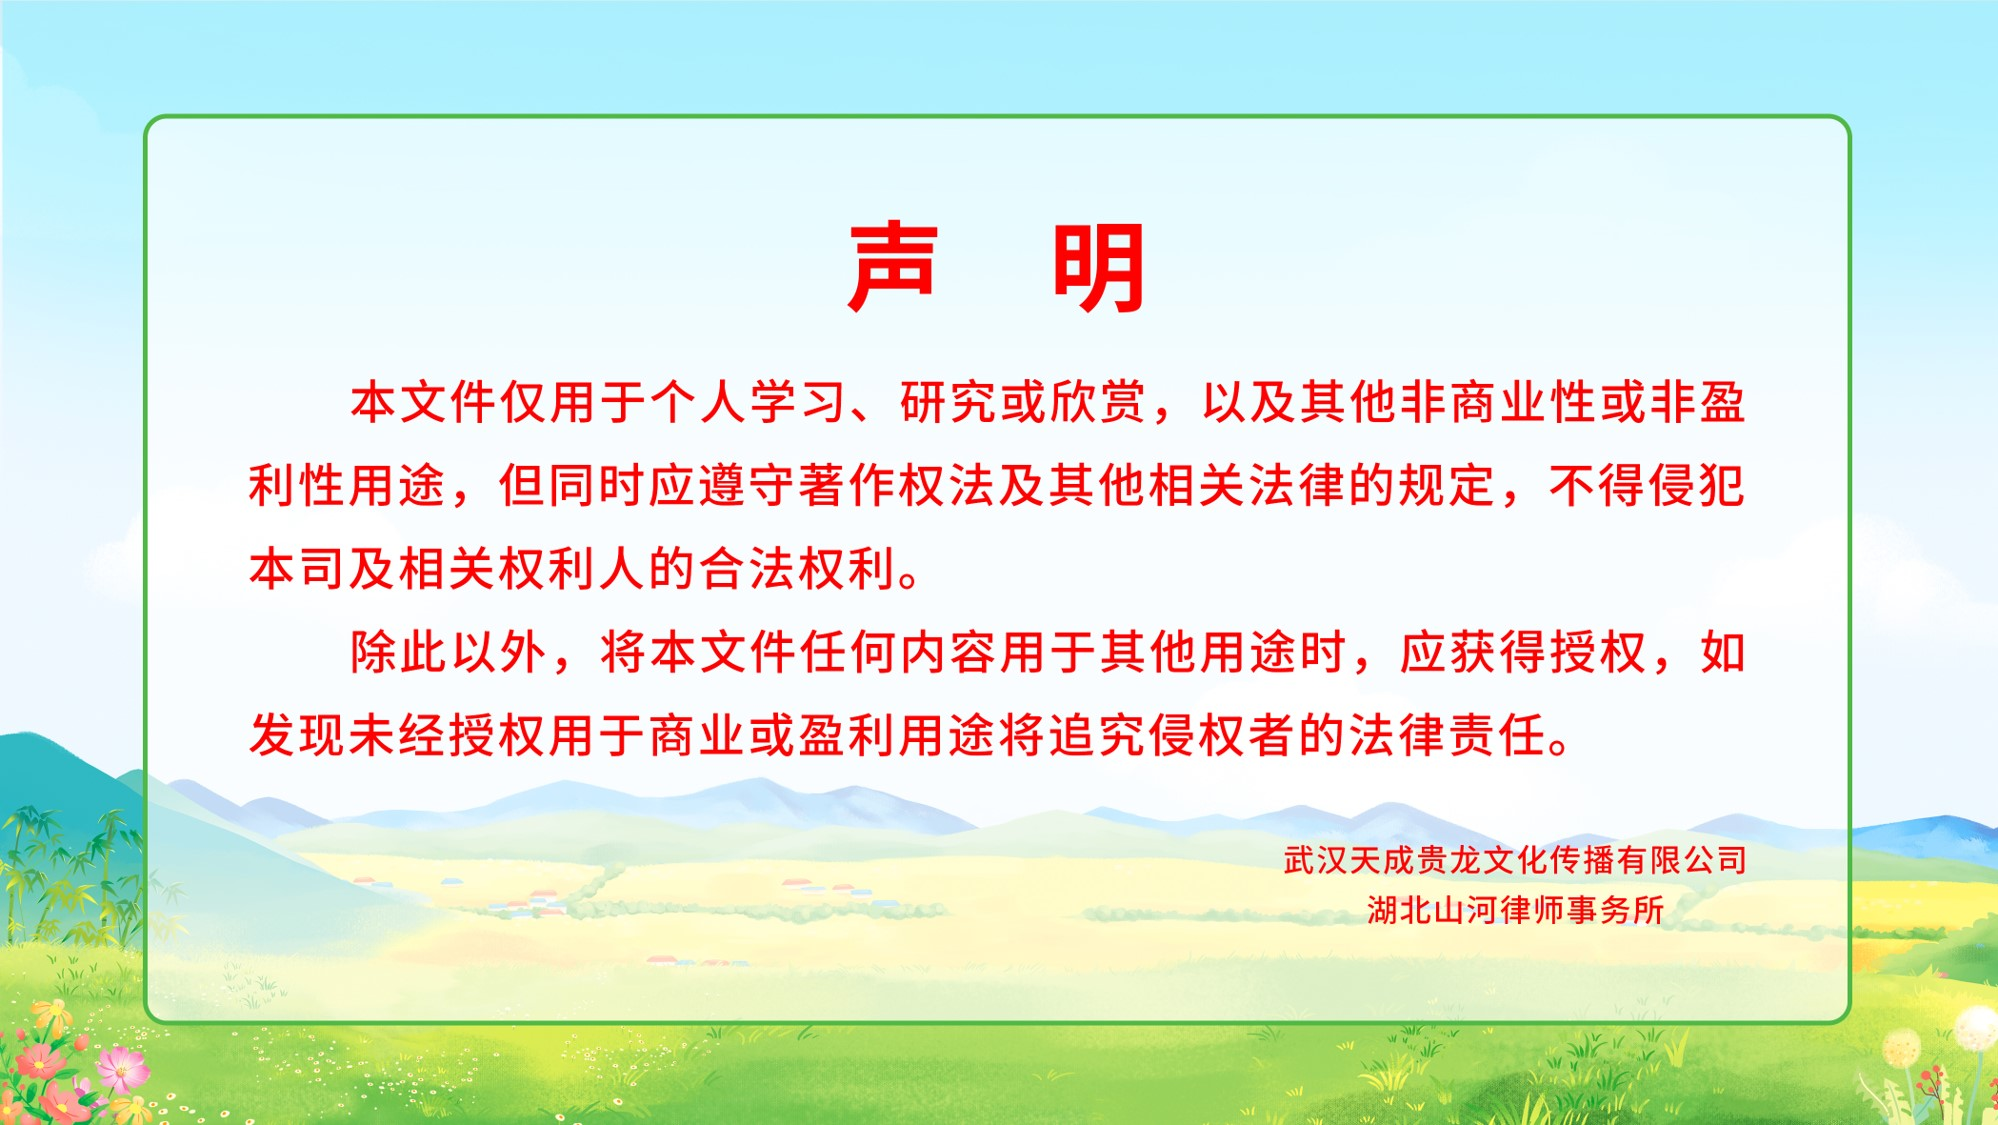 声 明
本文件仅用于个人学习、研究或欣赏，以及其他非商业性或非盈
利性用途，但同时应遵守著作权法及其他相关法律的规定，不得侵犯
本司及相关权利人的合法权利。
除此以外，将本文件任何内容用于其他用途时，应获得授权，如
发现未经授权用于商业或盈利用途将追究侵权者的法律责任。
武汉天成贵龙文化传播有限公司
湖北山河律师事务所